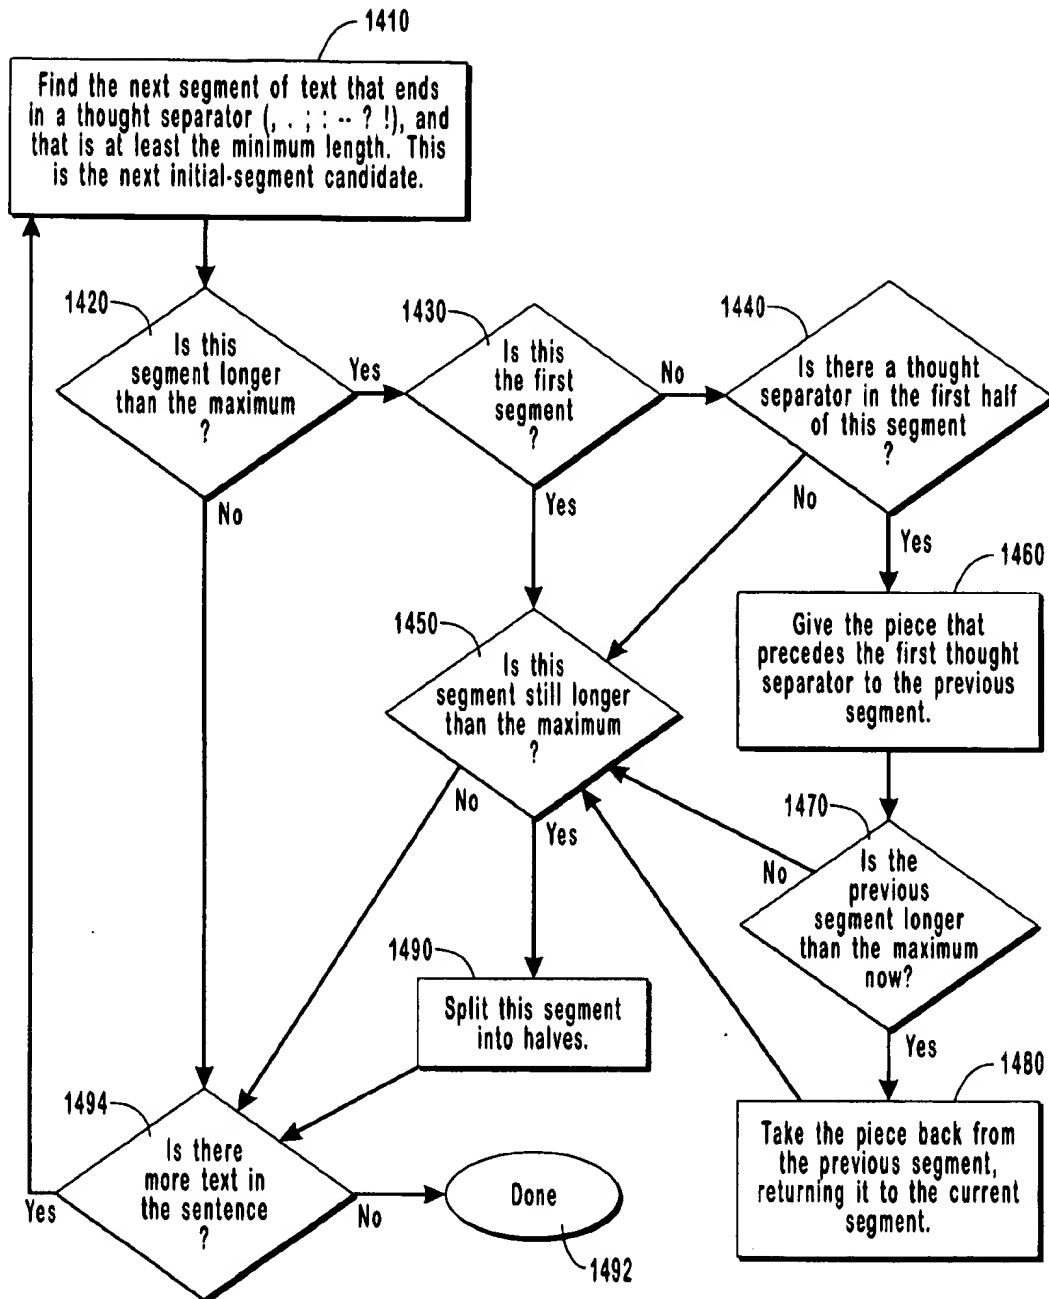 1410
Find the next segment of text that ends
in a thought separator (, . ; : -- ? !), and
that is at least the minimum length. This
is the next initial-segment candidate.
1420
Is this
segment longer
than the maximum
?
Yes
No
1430
Is this
the first
segment
?
No
Yes
1440
Is there a thought
separator in the first half
of this segment
?
No
Yes
1450
Is this
segment still longer
than the maximum
?
No
Yes
1460
Give the piece that
precedes the first thought
separator to the previous
segment.
1470
Is the
previous
segment longer
than the maximum
now?
No
Yes
1480
Take the piece back from
the previous segment,
returning it to the current
segment.
1490
Split this segment
into halves.
1494
Is there
more text in
the sentence
?
Yes
No
Done
1492